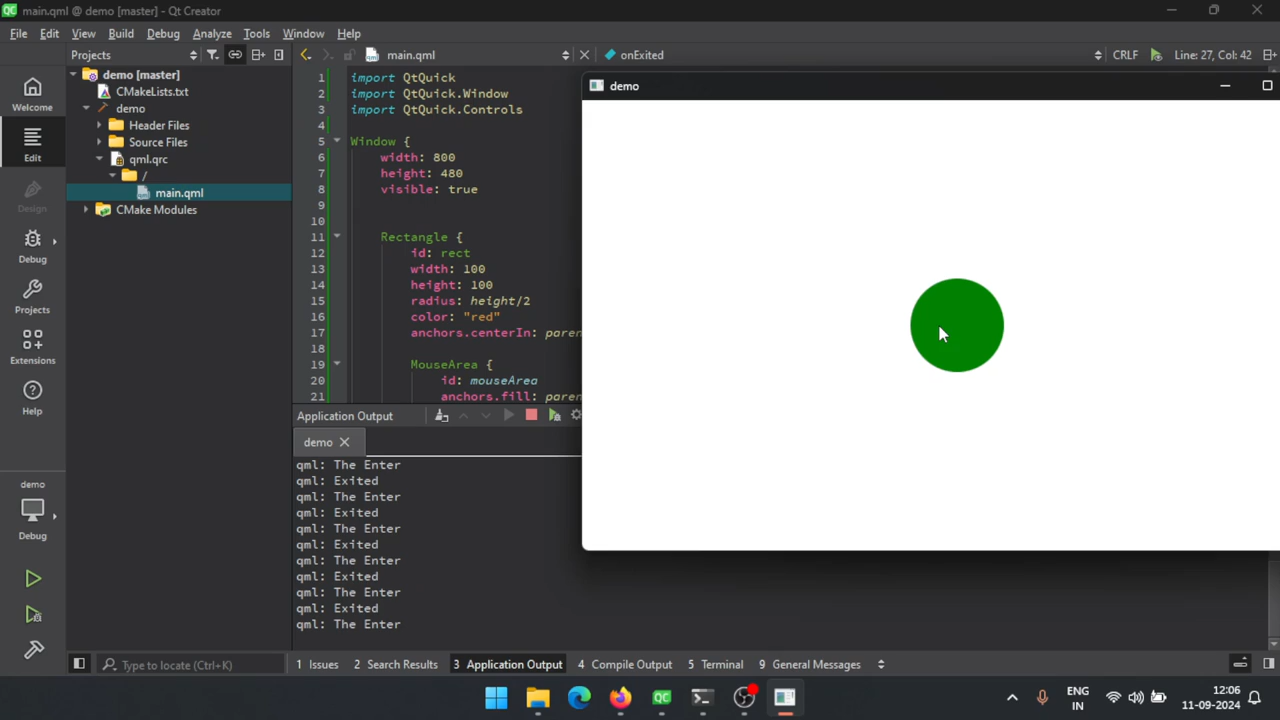 main.qml @ demo [master] - Qt Creator
File Edit View Build Debug Analyze Tools Window Help
Projects
main.qml
onExited
CRLF
Line: 27, Col: 42
Welcome
Edit
Design
Debug
Projects
Extensions
Help
demo
Debug
demo [master]
CMakeLists.txt
demo
Header Files
Source Files
qml.qrc
/
main.qml
CMake Modules
1 import QtQuick
2 import QtQuick.Window
3 import QtQuick.Controls
4
5 Window {
6 width: 800
7 height: 480
8 visible: true
9
10
11 Rectangle {
12 id: rect
13 width: 100
14 height: 100
15 radius: height/2
16 color: "red"
17 anchors.centerIn: paren
18
19 MouseArea {
20 id: mouseArea
21 anchors.fill: paren
demo
Application Output
demo
qml: The Enter
qml: Exited
qml: The Enter
qml: Exited
qml: The Enter
qml: Exited
qml: The Enter
qml: Exited
qml: The Enter
qml: Exited
qml: The Enter
Type to locate (Ctrl+K)
1 Issues 2 Search Results 3 Application Output 4 Compile Output 5 Terminal 9 General Messages
ENG
IN
12:06
11-09-2024